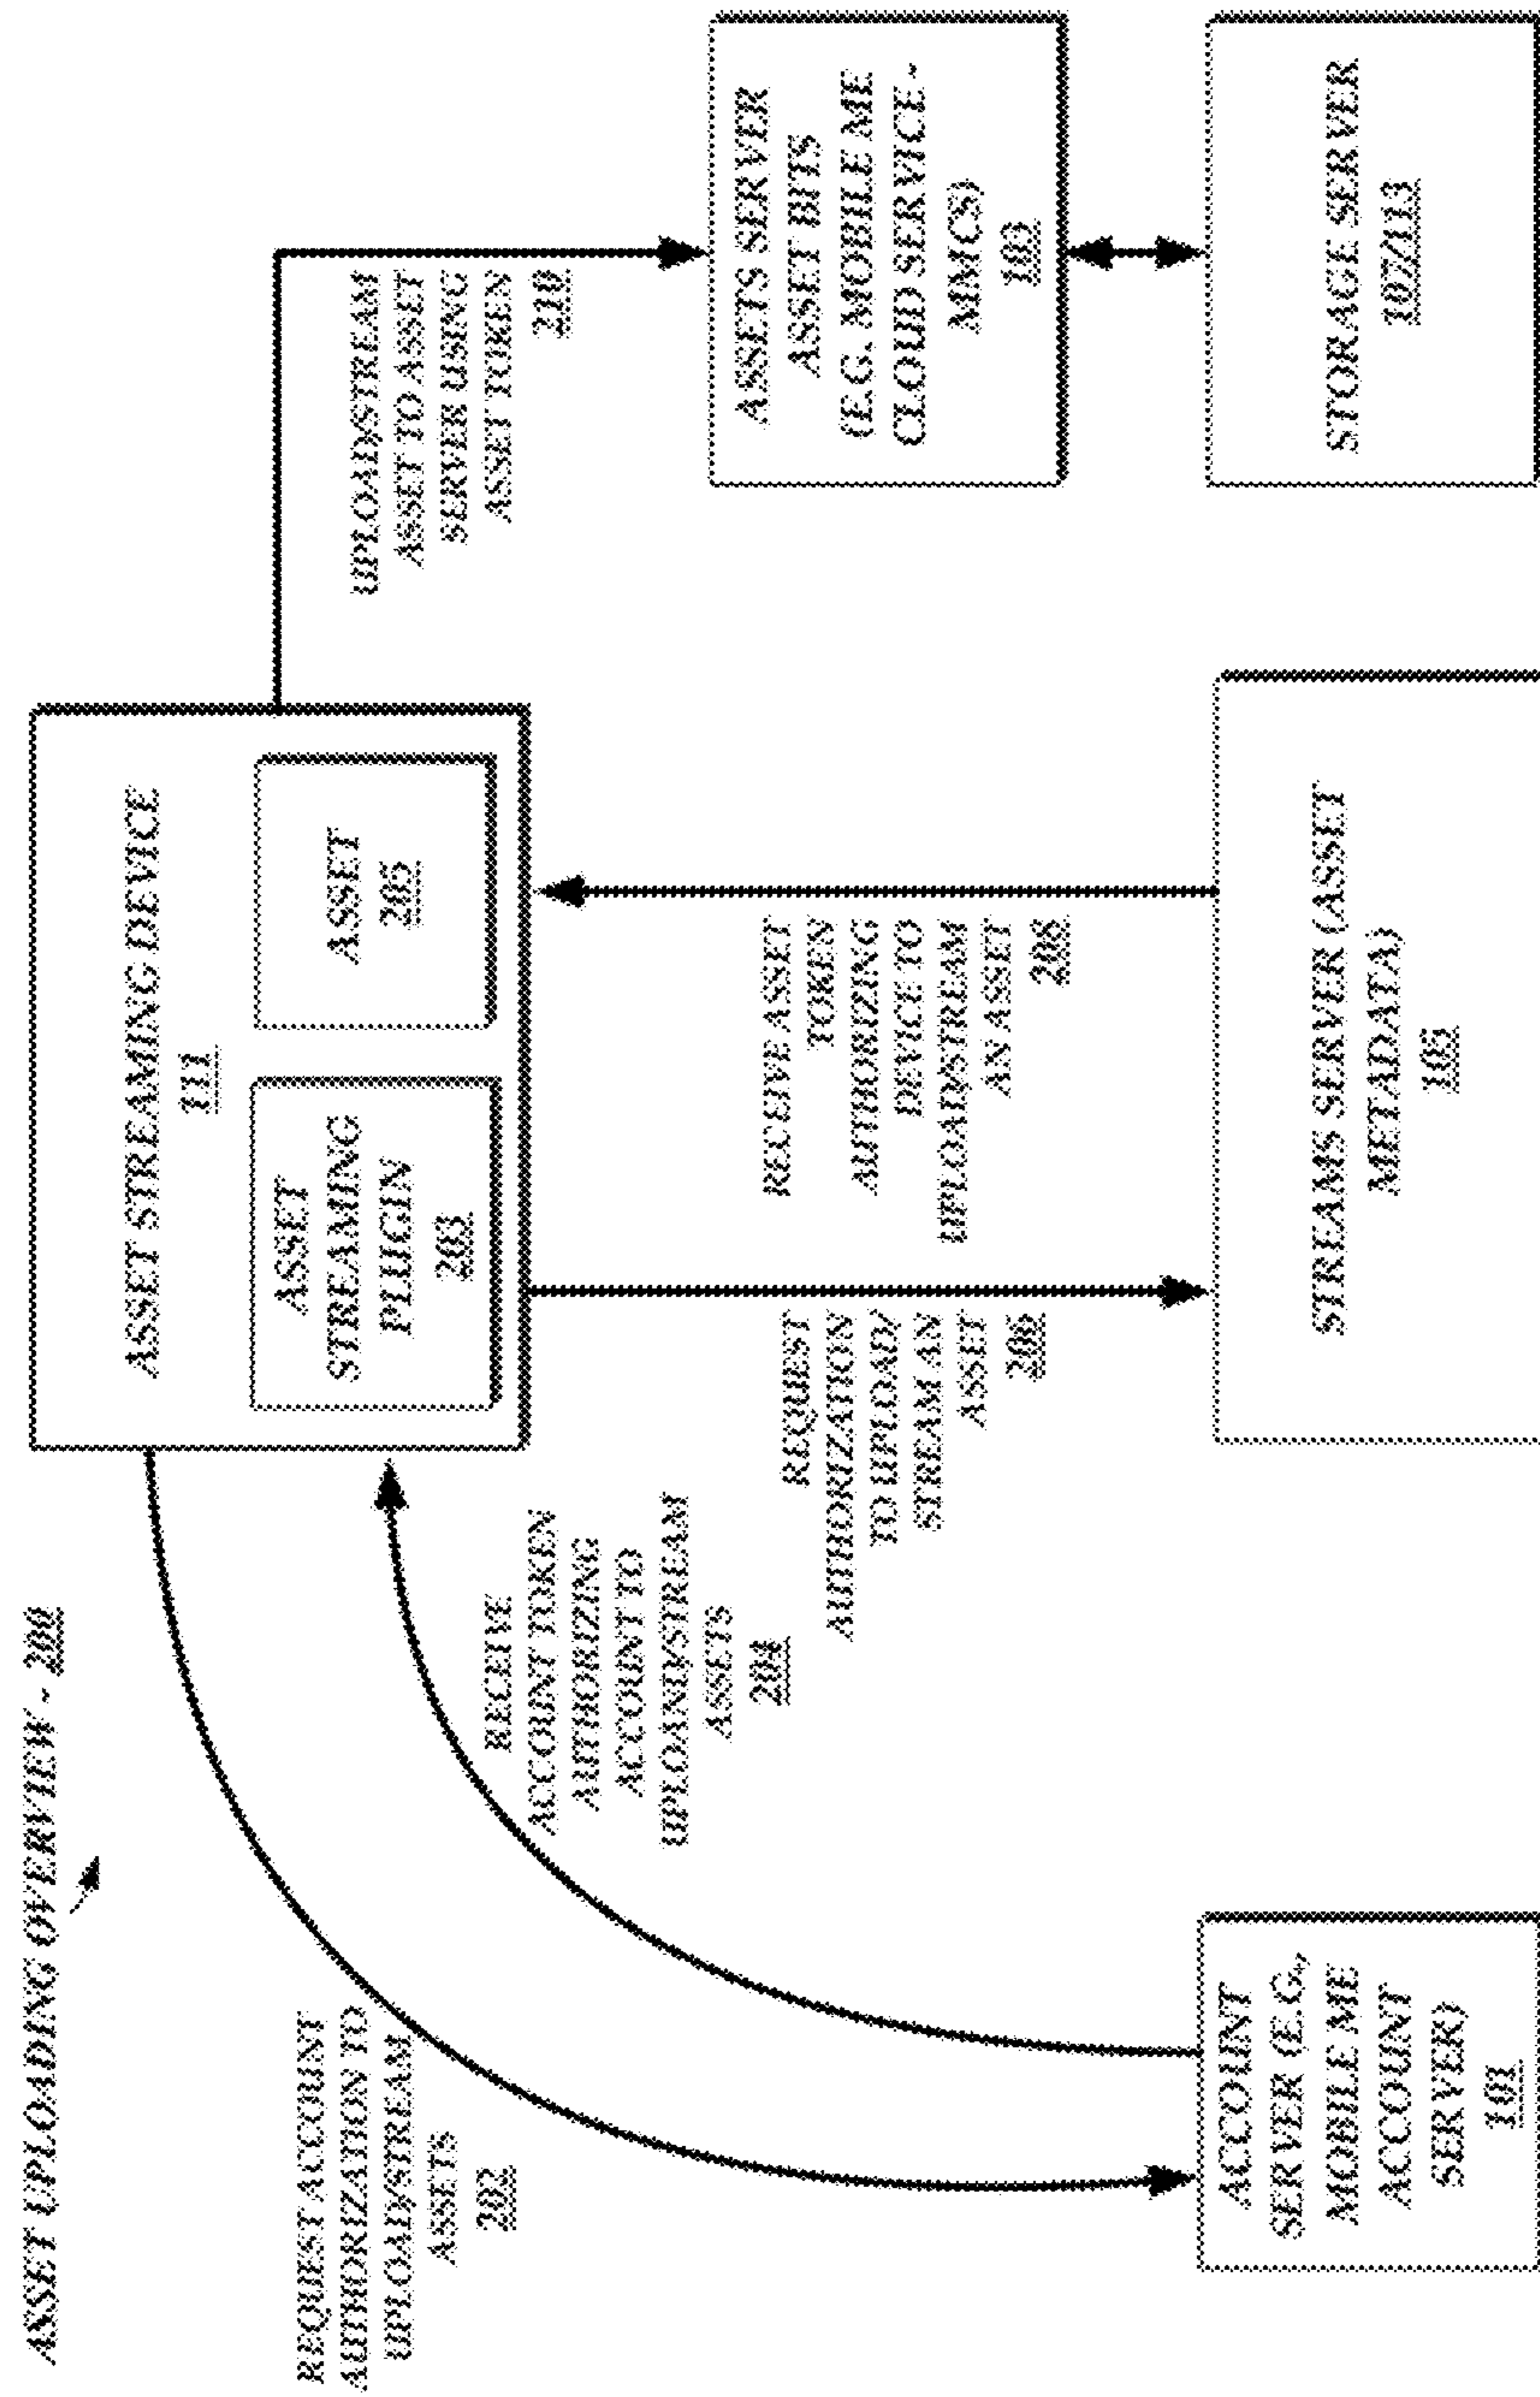 ASSET UPLOADING OVERVIEW - 200
REQUEST ACCOUNT
AUTHORIZATION TO
UPLOAD/STREAM
ASSETS
202
RECEIVE
ACCOUNT TOKEN
AUTHORIZING
ACCOUNT TO
UPLOAND/STREAM
ASSETS
204
ASSET STREAMING DEVICE
111
ASSET
STREAMING
PLUGIN
203
ASSET
205
UPLOAD/STREAM
ASSET TO ASSET
SERVER USING
ASSET TOKEN
210
REQUEST
AUTHORIZATION
TO UPLOAD/
STREAM AN
ASSET
206
RECEIVE ASSET
TOKEN
AUTHORIZING
DEVICE TO
UPLOAD/STREAM
AN ASSET
208
ASSETS SERVER
ASSET BITS
(E.G. MOBILE ME
CLOUD SERVICE -
MMCS)
103
ACCOUNT
SERVER (E.G.,
MOBILE ME
ACCOUNT
SERVER)
101
STREAMS SERVER (ASSET
METADATA)
105
STORAGE SERVER
107/113